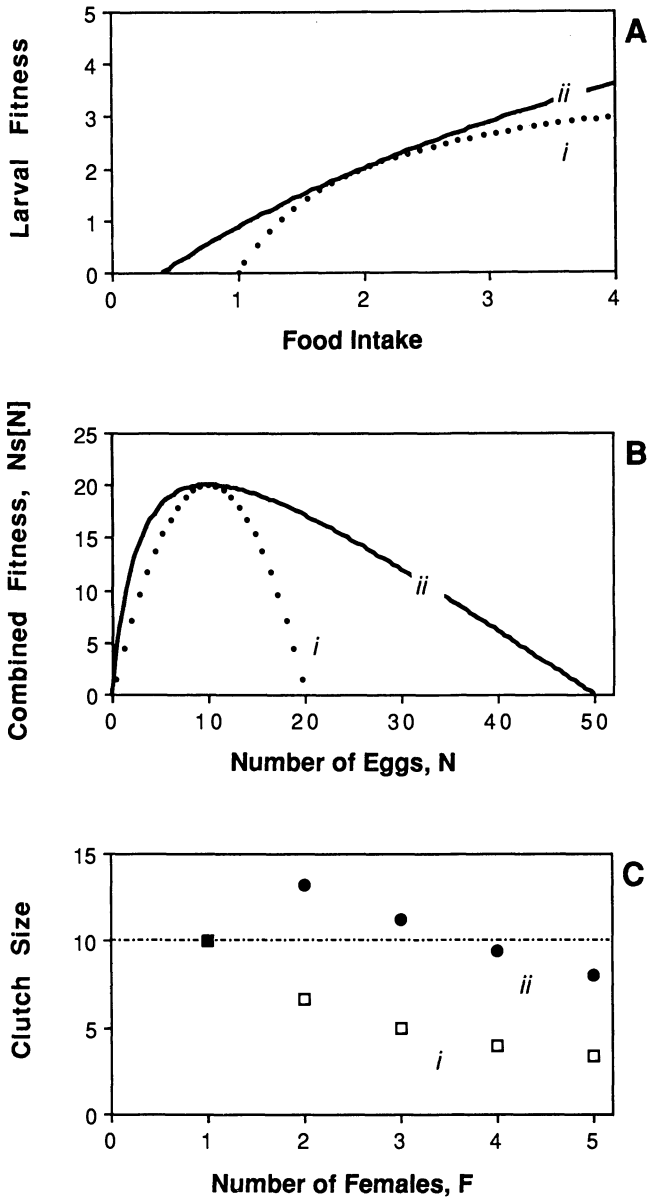 A
5
4
3
2
1
0
Larval Fitness
ii
i
0 1 2 3 4
Food Intake
B
25
20
15
10
5
0
Combined Fitness, Ns[N]
ii
i
0 10 20 30 40 50
Number of Eggs, N
C
15
10
5
0
Clutch Size
ii
i
0 1 2 3 4 5
Number of Females, F